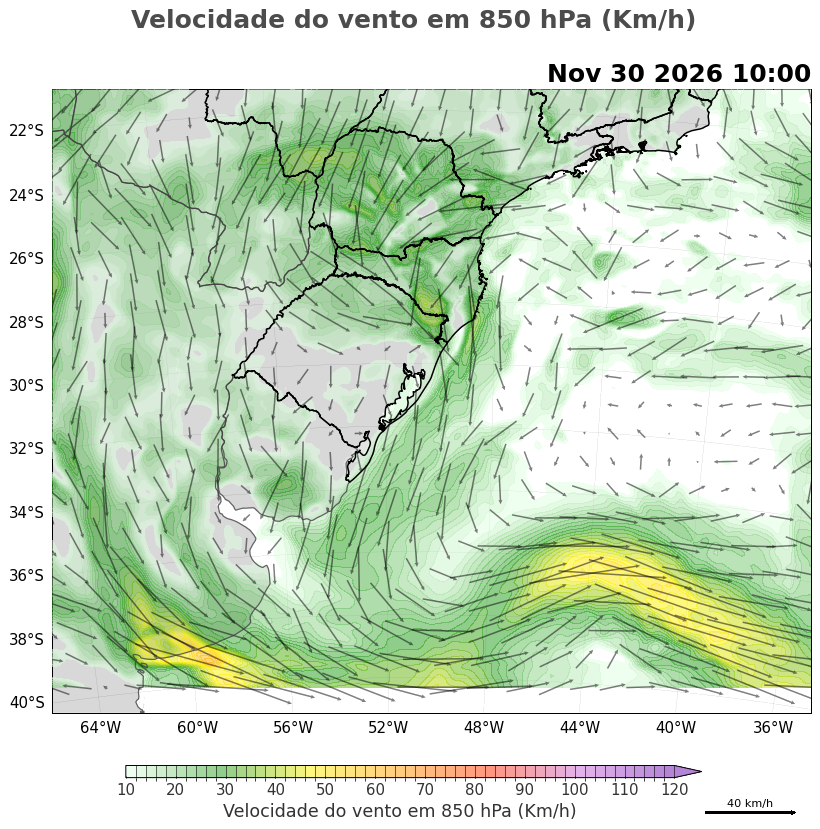 Velocidade do vento em 850 hPa (Km/h)
Nov 30 2026 10:00
22°S
24°S
26°S
28°S
30°S
32°S
34°S
36°S
38°S
40°S
64°W 60°W 56°W 52°W 48°W 44°W 40°W 36°W
10 20 30 40 50 60 70 80 90 100 110 120
Velocidade do vento em 850 hPa (Km/h)
40 km/h